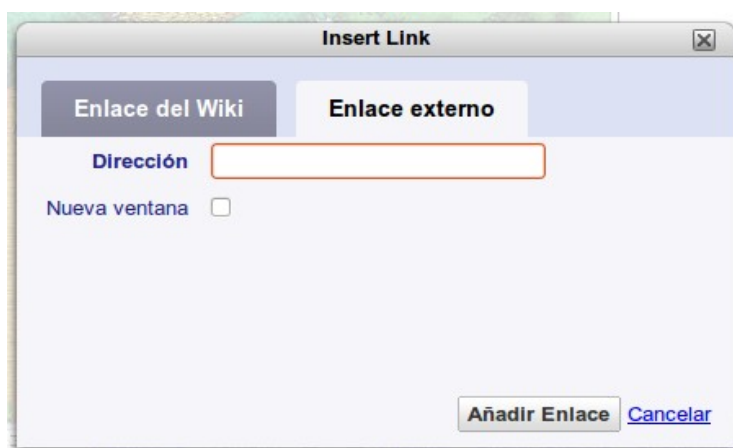 Insert Link
Enlace del Wiki Enlace externo
Dirección
Nueva ventana
Añadir Enlace Cancelar